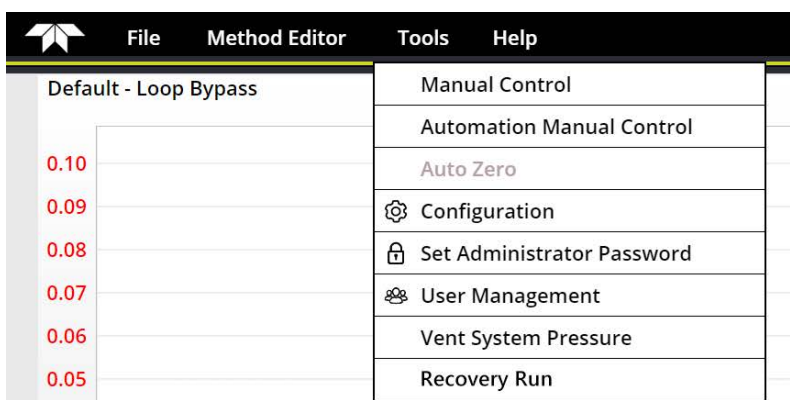 File Method Editor Tools Help
Default - Loop Bypass
0.10
0.09
0.08
0.07
0.06
0.05
Manual Control
Automation Manual Control
Auto Zero
Configuration
Set Administrator Password
User Management
Vent System Pressure
Recovery Run